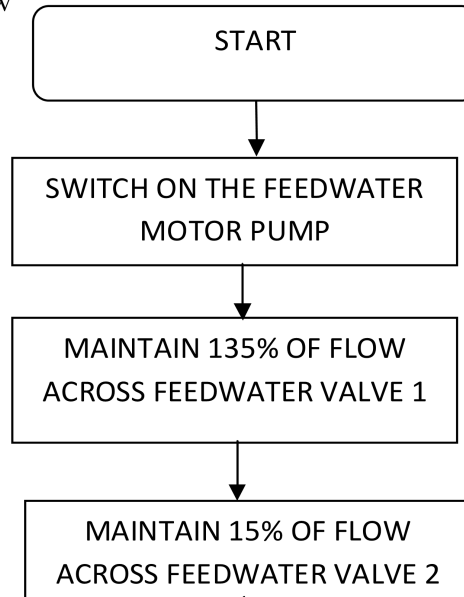 START
SWITCH ON THE FEEDWATER
MOTOR PUMP
MAINTAIN 135% OF FLOW
ACROSS FEEDWATER VALVE 1
MAINTAIN 15% OF FLOW
ACROSS FEEDWATER VALVE 2